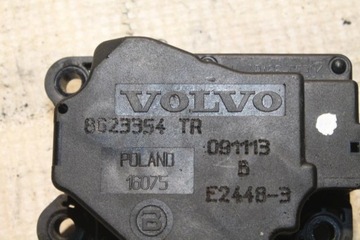 VOLVO
8623354 TR
091113
POLAND
B
16075
E2448-3
B